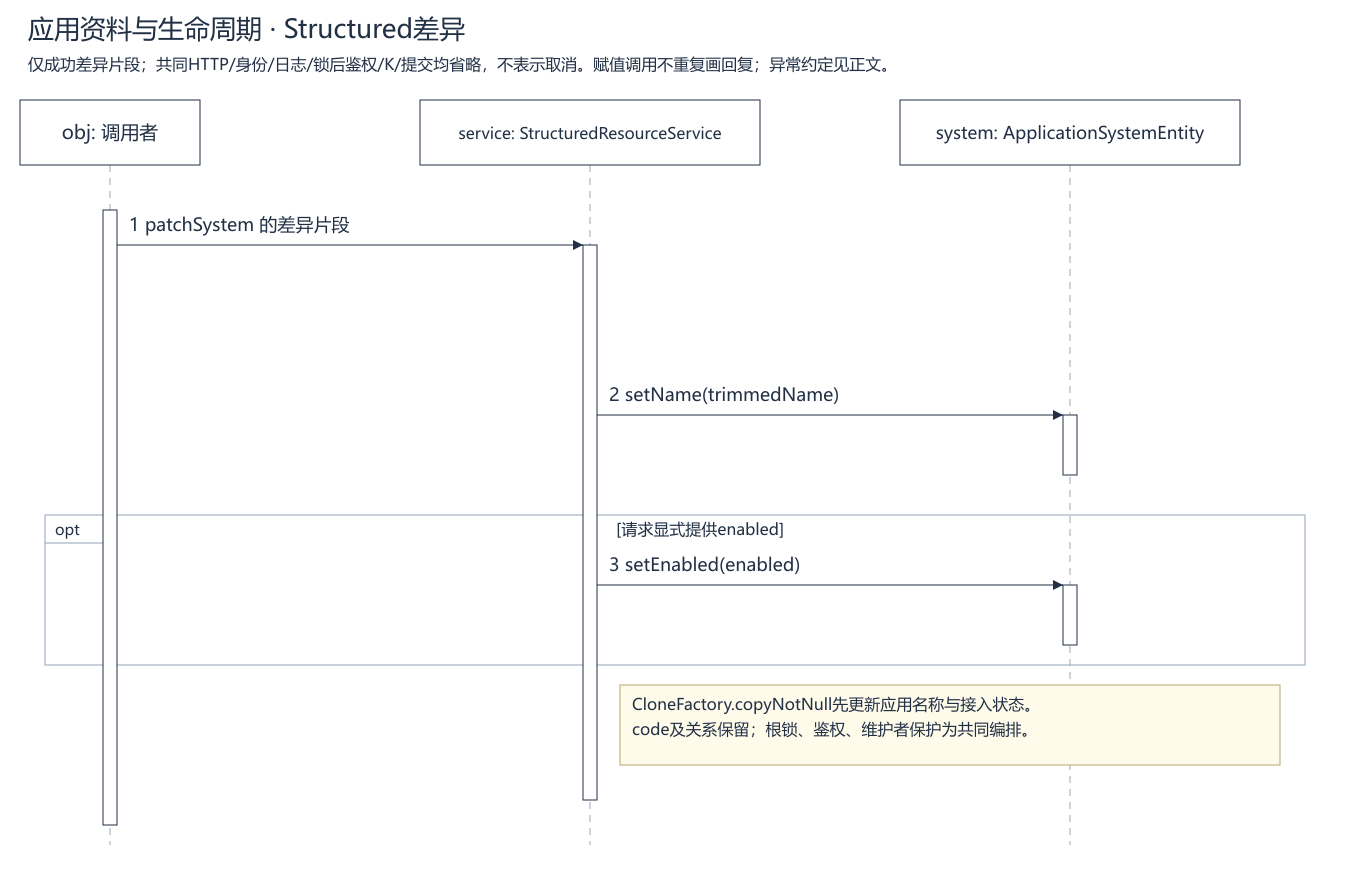 应用资料与生命周期 · Structured差异
仅成功差异片段；共同HTTP/身份/日志/锁后鉴权/K/提交均省略，不表示取消。赋值调用不重复画回复；异常约定见正文。
obj: 调用者
service: StructuredResourceService
system: ApplicationSystemEntity
1 patchSystem 的差异片段
2 setName(trimmedName)
opt
[请求显式提供enabled]
3 setEnabled(enabled)
CloneFactory.copyNotNull先更新应用名称与接入状态。
code及关系保留；根锁、鉴权、维护者保护为共同编排。